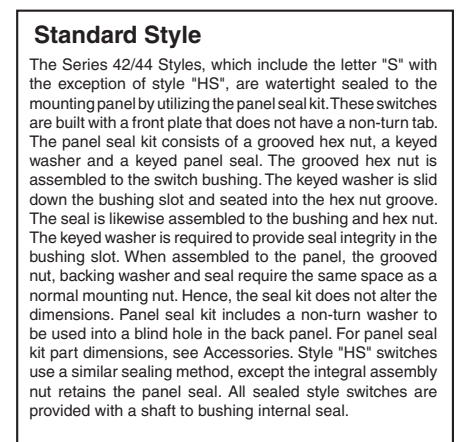 Standard Style
The Series 42/44 Styles, which include the letter "S" with
the exception of style "HS", are watertight sealed to the
mounting panel by utilizing the panel seal kit. These switches
are built with a front plate that does not have a non-turn tab.
The panel seal kit consists of a grooved hex nut, a keyed
washer and a keyed panel seal. The grooved hex nut is
assembled to the switch bushing. The keyed washer is slid
down the bushing slot and seated into the hex nut groove.
The seal is likewise assembled to the bushing and hex nut.
The keyed washer is required to provide seal integrity in the
bushing slot. When assembled to the panel, the grooved
nut, backing washer and seal require the same space as a
normal mounting nut. Hence, the seal kit does not alter the
dimensions. Panel seal kit includes a non-turn washer to
be used into a blind hole in the back panel. For panel seal
kit part dimensions, see Accessories. Style "HS" switches
use a similar sealing method, except the integral assembly
nut retains the panel seal. All sealed style switches are
provided with a shaft to bushing internal seal.